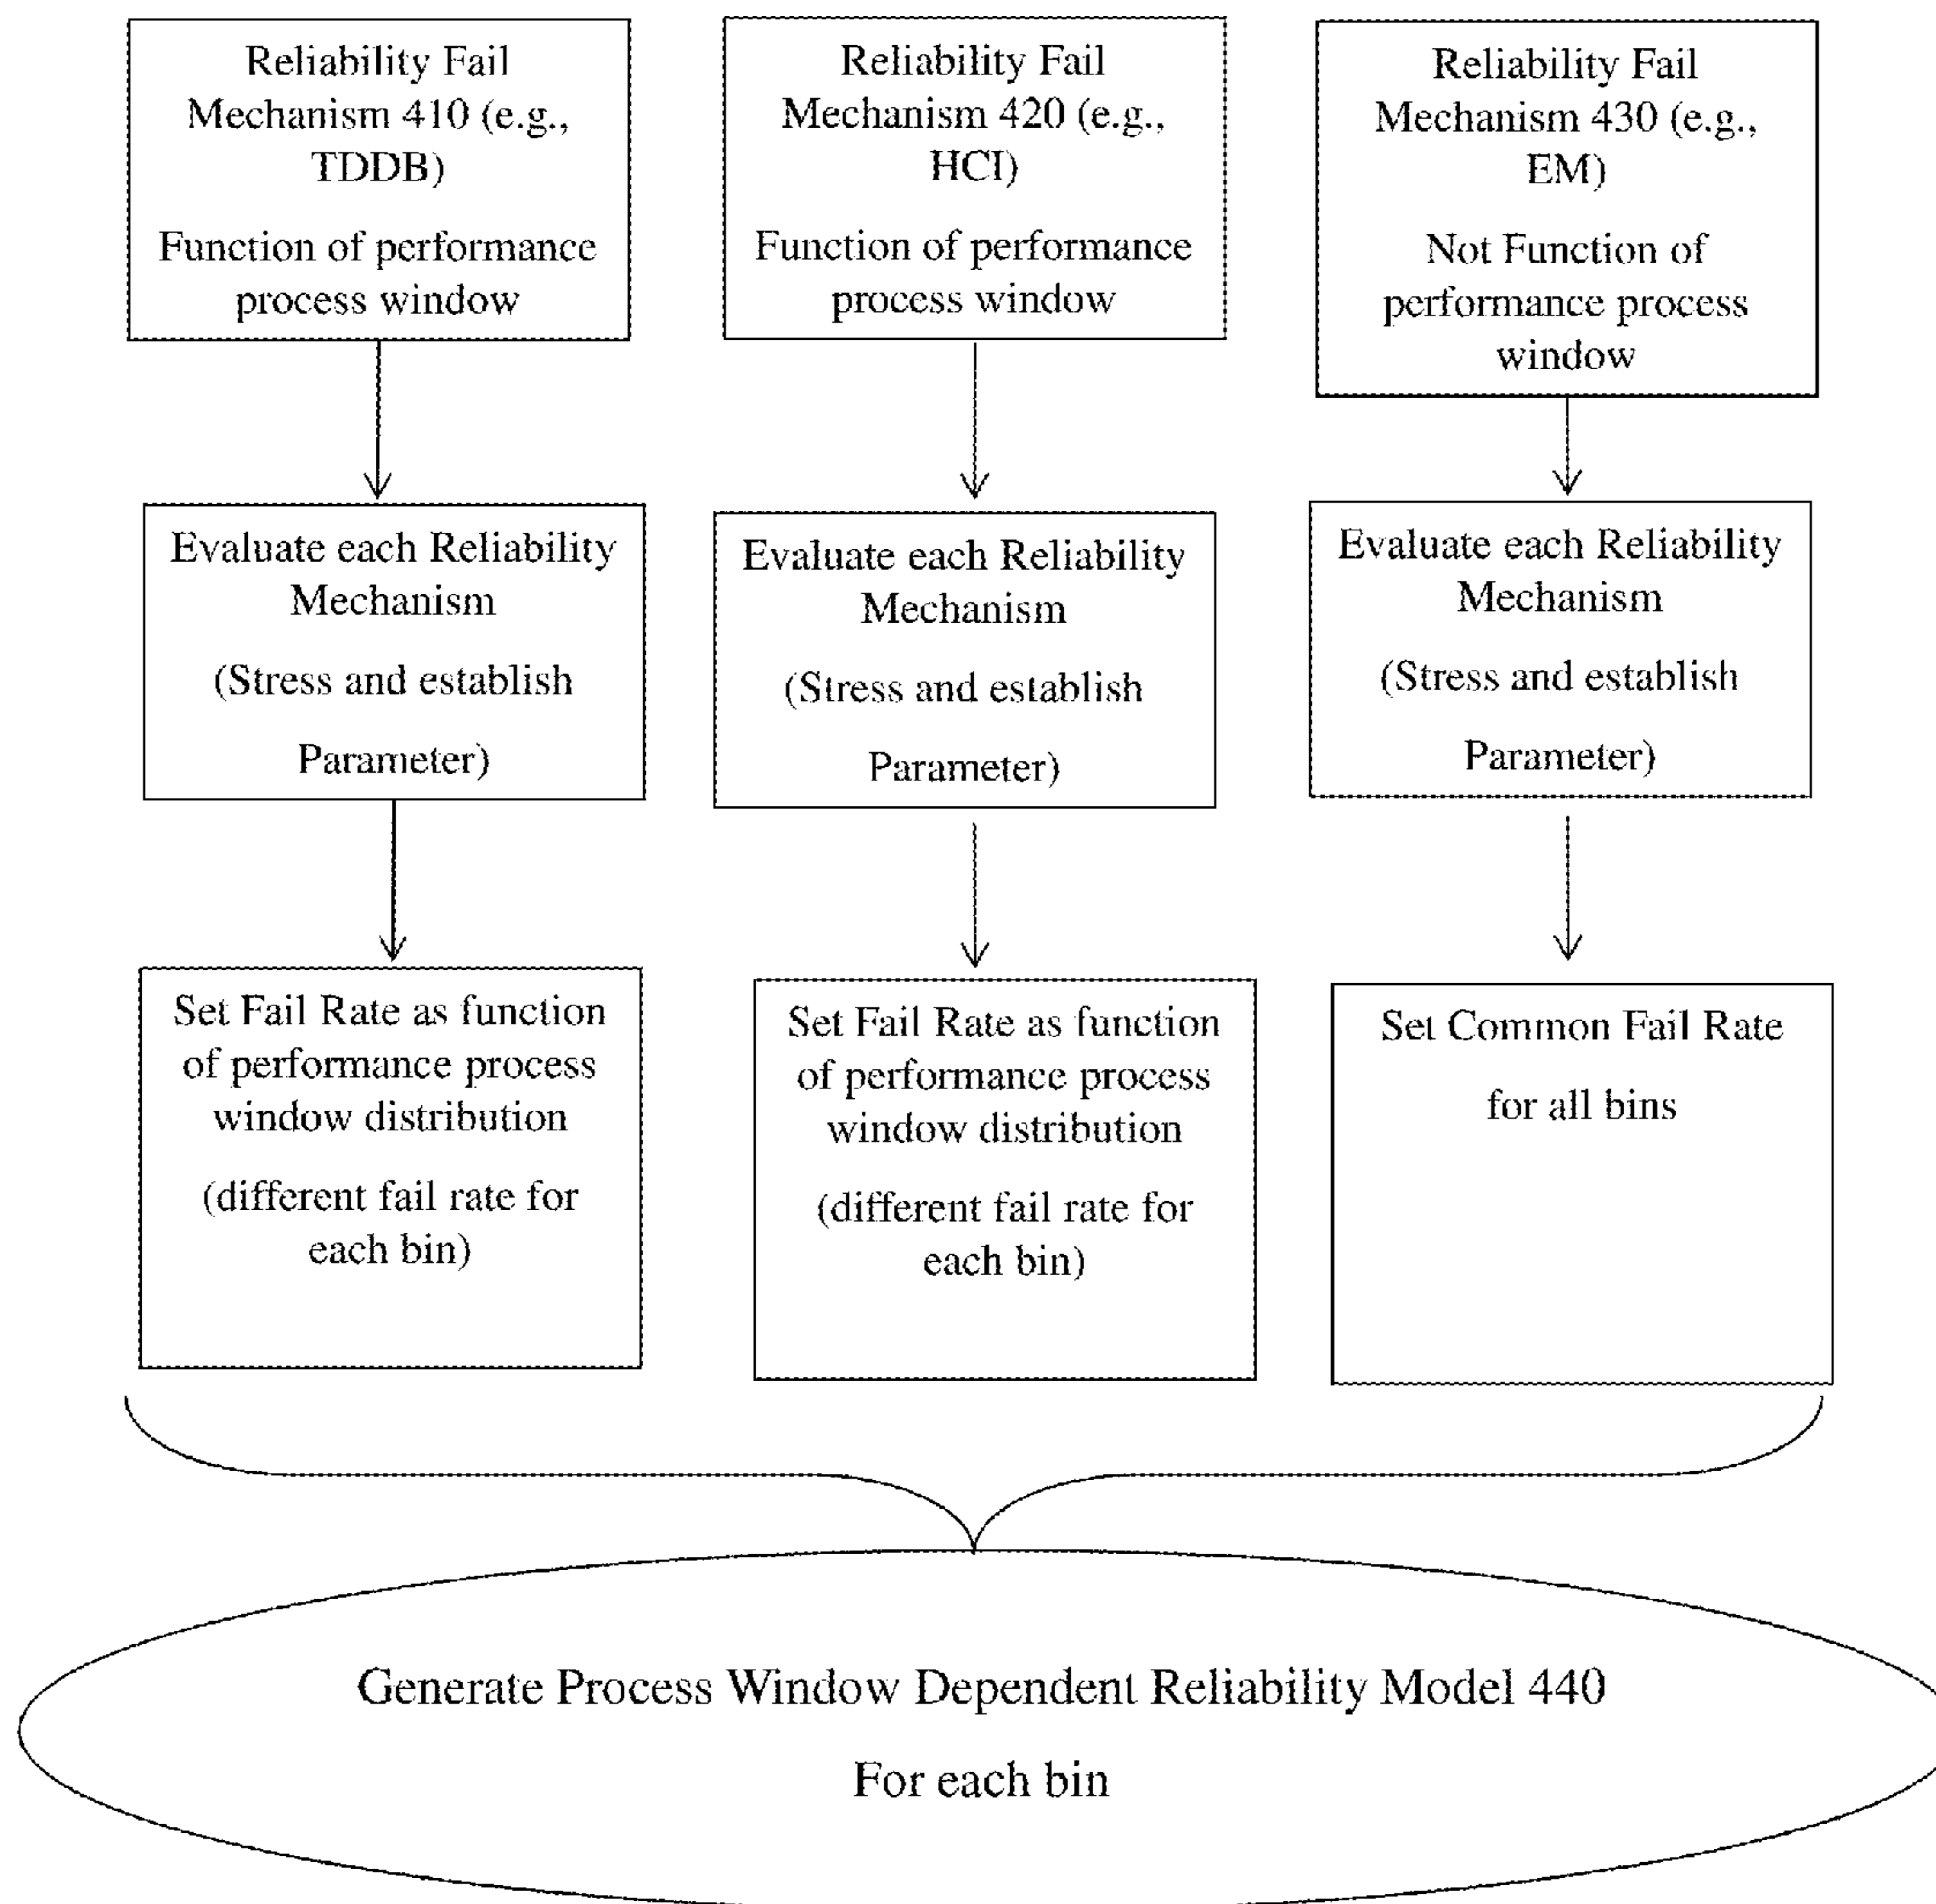 Reliability Fail
Mechanism 410 (e.g.,
TDDB)
Function of performance
process window
Reliability Fail
Mechanism 420 (e.g.,
HCI)
Function of performance
process window
Reliability Fail
Mechanism 430 (e.g.,
EM)
Not Function of
performance process
window
Evaluate each Reliability
Mechanism
(Stress and establish
Parameter)
Evaluate each Reliability
Mechanism
(Stress and establish
Parameter)
Evaluate each Reliability
Mechanism
(Stress and establish
Parameter)
Set Fail Rate as function
of performance process
window distribution
(different fail rate for
each bin)
Set Fail Rate as function
of performance process
window distribution
(different fail rate for
each bin)
Set Common Fail Rate
for all bins
Generate Process Window Dependent Reliability Model 440
For each bin